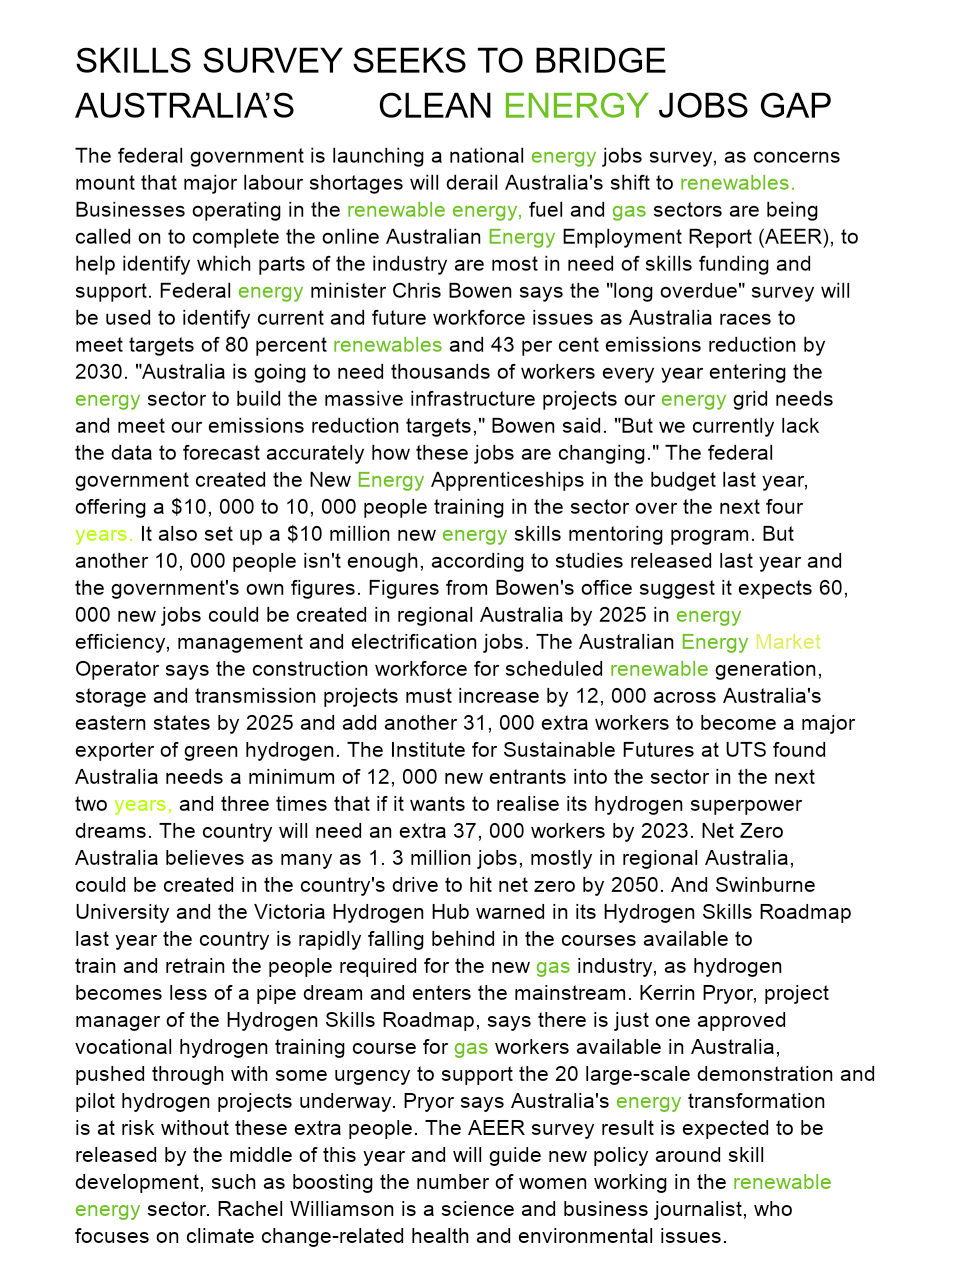 SKILLS SURVEY SEEKS TO BRIDGE
AUSTRALIA’S CLEAN ENERGY JOBS GAP
The federal government is launching a national energy jobs survey, as concerns
mount that major labour shortages will derail Australia's shift to renewables.
Businesses operating in the renewable energy, fuel and gas sectors are being
called on to complete the online Australian Energy Employment Report (AEER), to
help identify which parts of the industry are most in need of skills funding and
support. Federal energy minister Chris Bowen says the "long overdue" survey will
be used to identify current and future workforce issues as Australia races to
meet targets of 80 percent renewables and 43 per cent emissions reduction by
2030. "Australia is going to need thousands of workers every year entering the
energy sector to build the massive infrastructure projects our energy grid needs
and meet our emissions reduction targets," Bowen said. "But we currently lack
the data to forecast accurately how these jobs are changing." The federal
government created the New Energy Apprenticeships in the budget last year,
offering a $10, 000 to 10, 000 people training in the sector over the next four
years. It also set up a $10 million new energy skills mentoring program. But
another 10, 000 people isn't enough, according to studies released last year and
the government's own figures. Figures from Bowen's office suggest it expects 60,
000 new jobs could be created in regional Australia by 2025 in energy
efficiency, management and electrification jobs. The Australian Energy Market
Operator says the construction workforce for scheduled renewable generation,
storage and transmission projects must increase by 12, 000 across Australia's
eastern states by 2025 and add another 31, 000 extra workers to become a major
exporter of green hydrogen. The Institute for Sustainable Futures at UTS found
Australia needs a minimum of 12, 000 new entrants into the sector in the next
two years, and three times that if it wants to realise its hydrogen superpower
dreams. The country will need an extra 37, 000 workers by 2023. Net Zero
Australia believes as many as 1. 3 million jobs, mostly in regional Australia,
could be created in the country's drive to hit net zero by 2050. And Swinburne
University and the Victoria Hydrogen Hub warned in its Hydrogen Skills Roadmap
last year the country is rapidly falling behind in the courses available to
train and retrain the people required for the new gas industry, as hydrogen
becomes less of a pipe dream and enters the mainstream. Kerrin Pryor, project
manager of the Hydrogen Skills Roadmap, says there is just one approved
vocational hydrogen training course for gas workers available in Australia,
pushed through with some urgency to support the 20 large-scale demonstration and
pilot hydrogen projects underway. Pryor says Australia's energy transformation
is at risk without these extra people. The AEER survey result is expected to be
released by the middle of this year and will guide new policy around skill
development, such as boosting the number of women working in the renewable
energy sector. Rachel Williamson is a science and business journalist, who
focuses on climate change-related health and environmental issues.